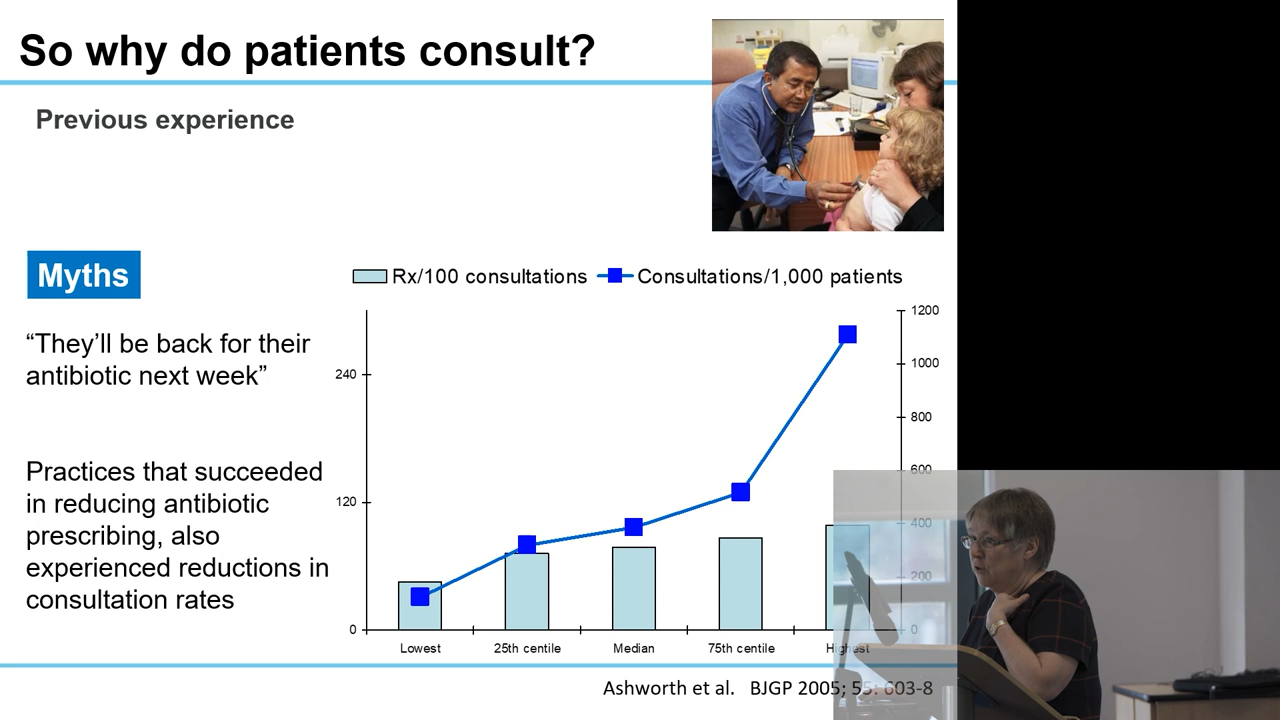 So why do patients consult?
Previous experience
Myths
“They’ll be back for their
antibiotic next week”
Practices that succeeded
in reducing antibiotic
prescribing, also
experienced reductions in
consultation rates
Rx/100 consultations
Consultations/1,000 patients
240
120
0
1200
1000
800
600
400
200
0
Lowest
25th centile
Median
75th centile
Highest
Ashworth et al. BJGP 2005; 55: 603-8